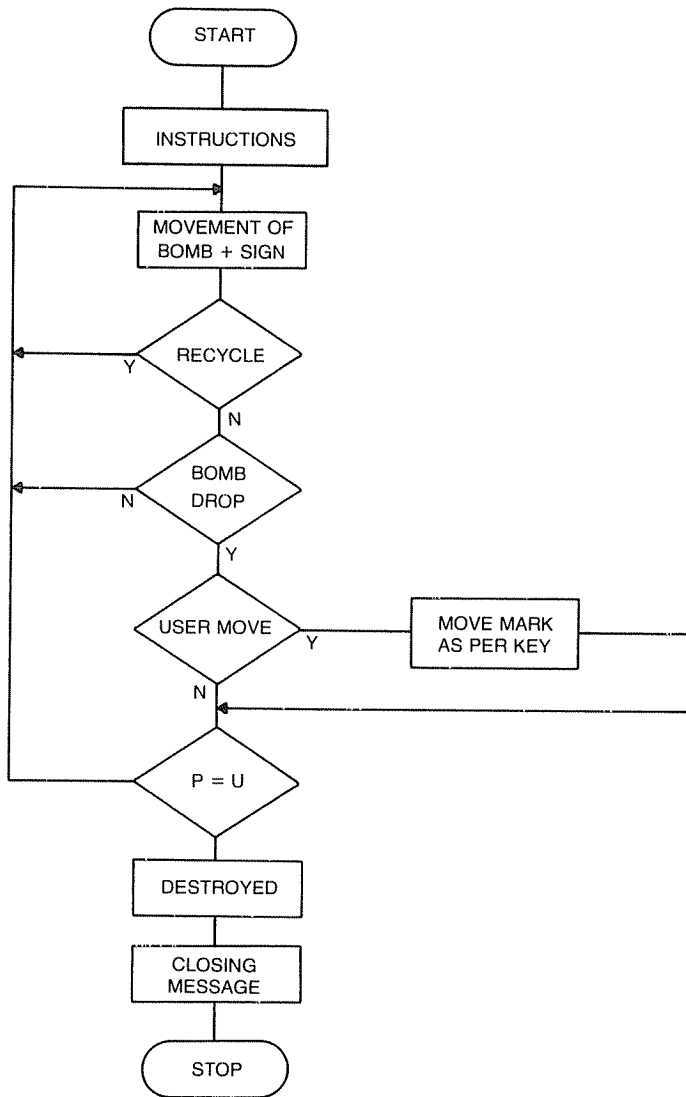 START
INSTRUCTIONS
MOVEMENT OF
BOMB + SIGN
RECYCLE
Y
N
BOMB
DROP
N
Y
USER MOVE
Y
MOVE MARK
AS PER KEY
N
P = U
DESTROYED
CLOSING
MESSAGE
STOP